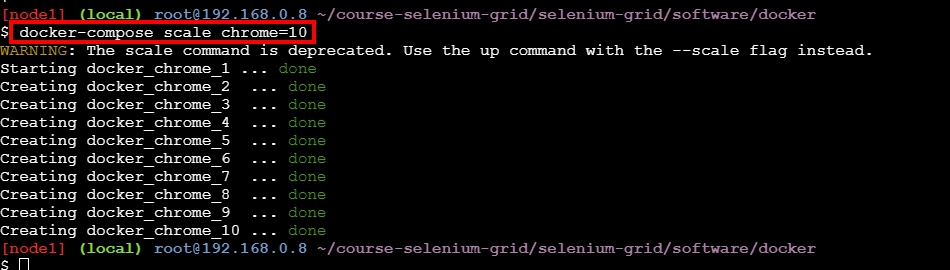 [node1] (local) root@192.168.0.8 ~/course-selenium-grid/selenium-grid/software/docker
$ docker-compose scale chrome=10
WARNING: The scale command is deprecated. Use the up command with the --scale flag instead.
Starting docker_chrome_1 ... done
Creating docker_chrome_2  ... done
Creating docker_chrome_3  ... done
Creating docker_chrome_4  ... done
Creating docker_chrome_5  ... done
Creating docker_chrome_6  ... done
Creating docker_chrome_7  ... done
Creating docker_chrome_8  ... done
Creating docker_chrome_9  ... done
Creating docker_chrome_10 ... done
[node1] (local) root@192.168.0.8 ~/course-selenium-grid/selenium-grid/software/docker
$